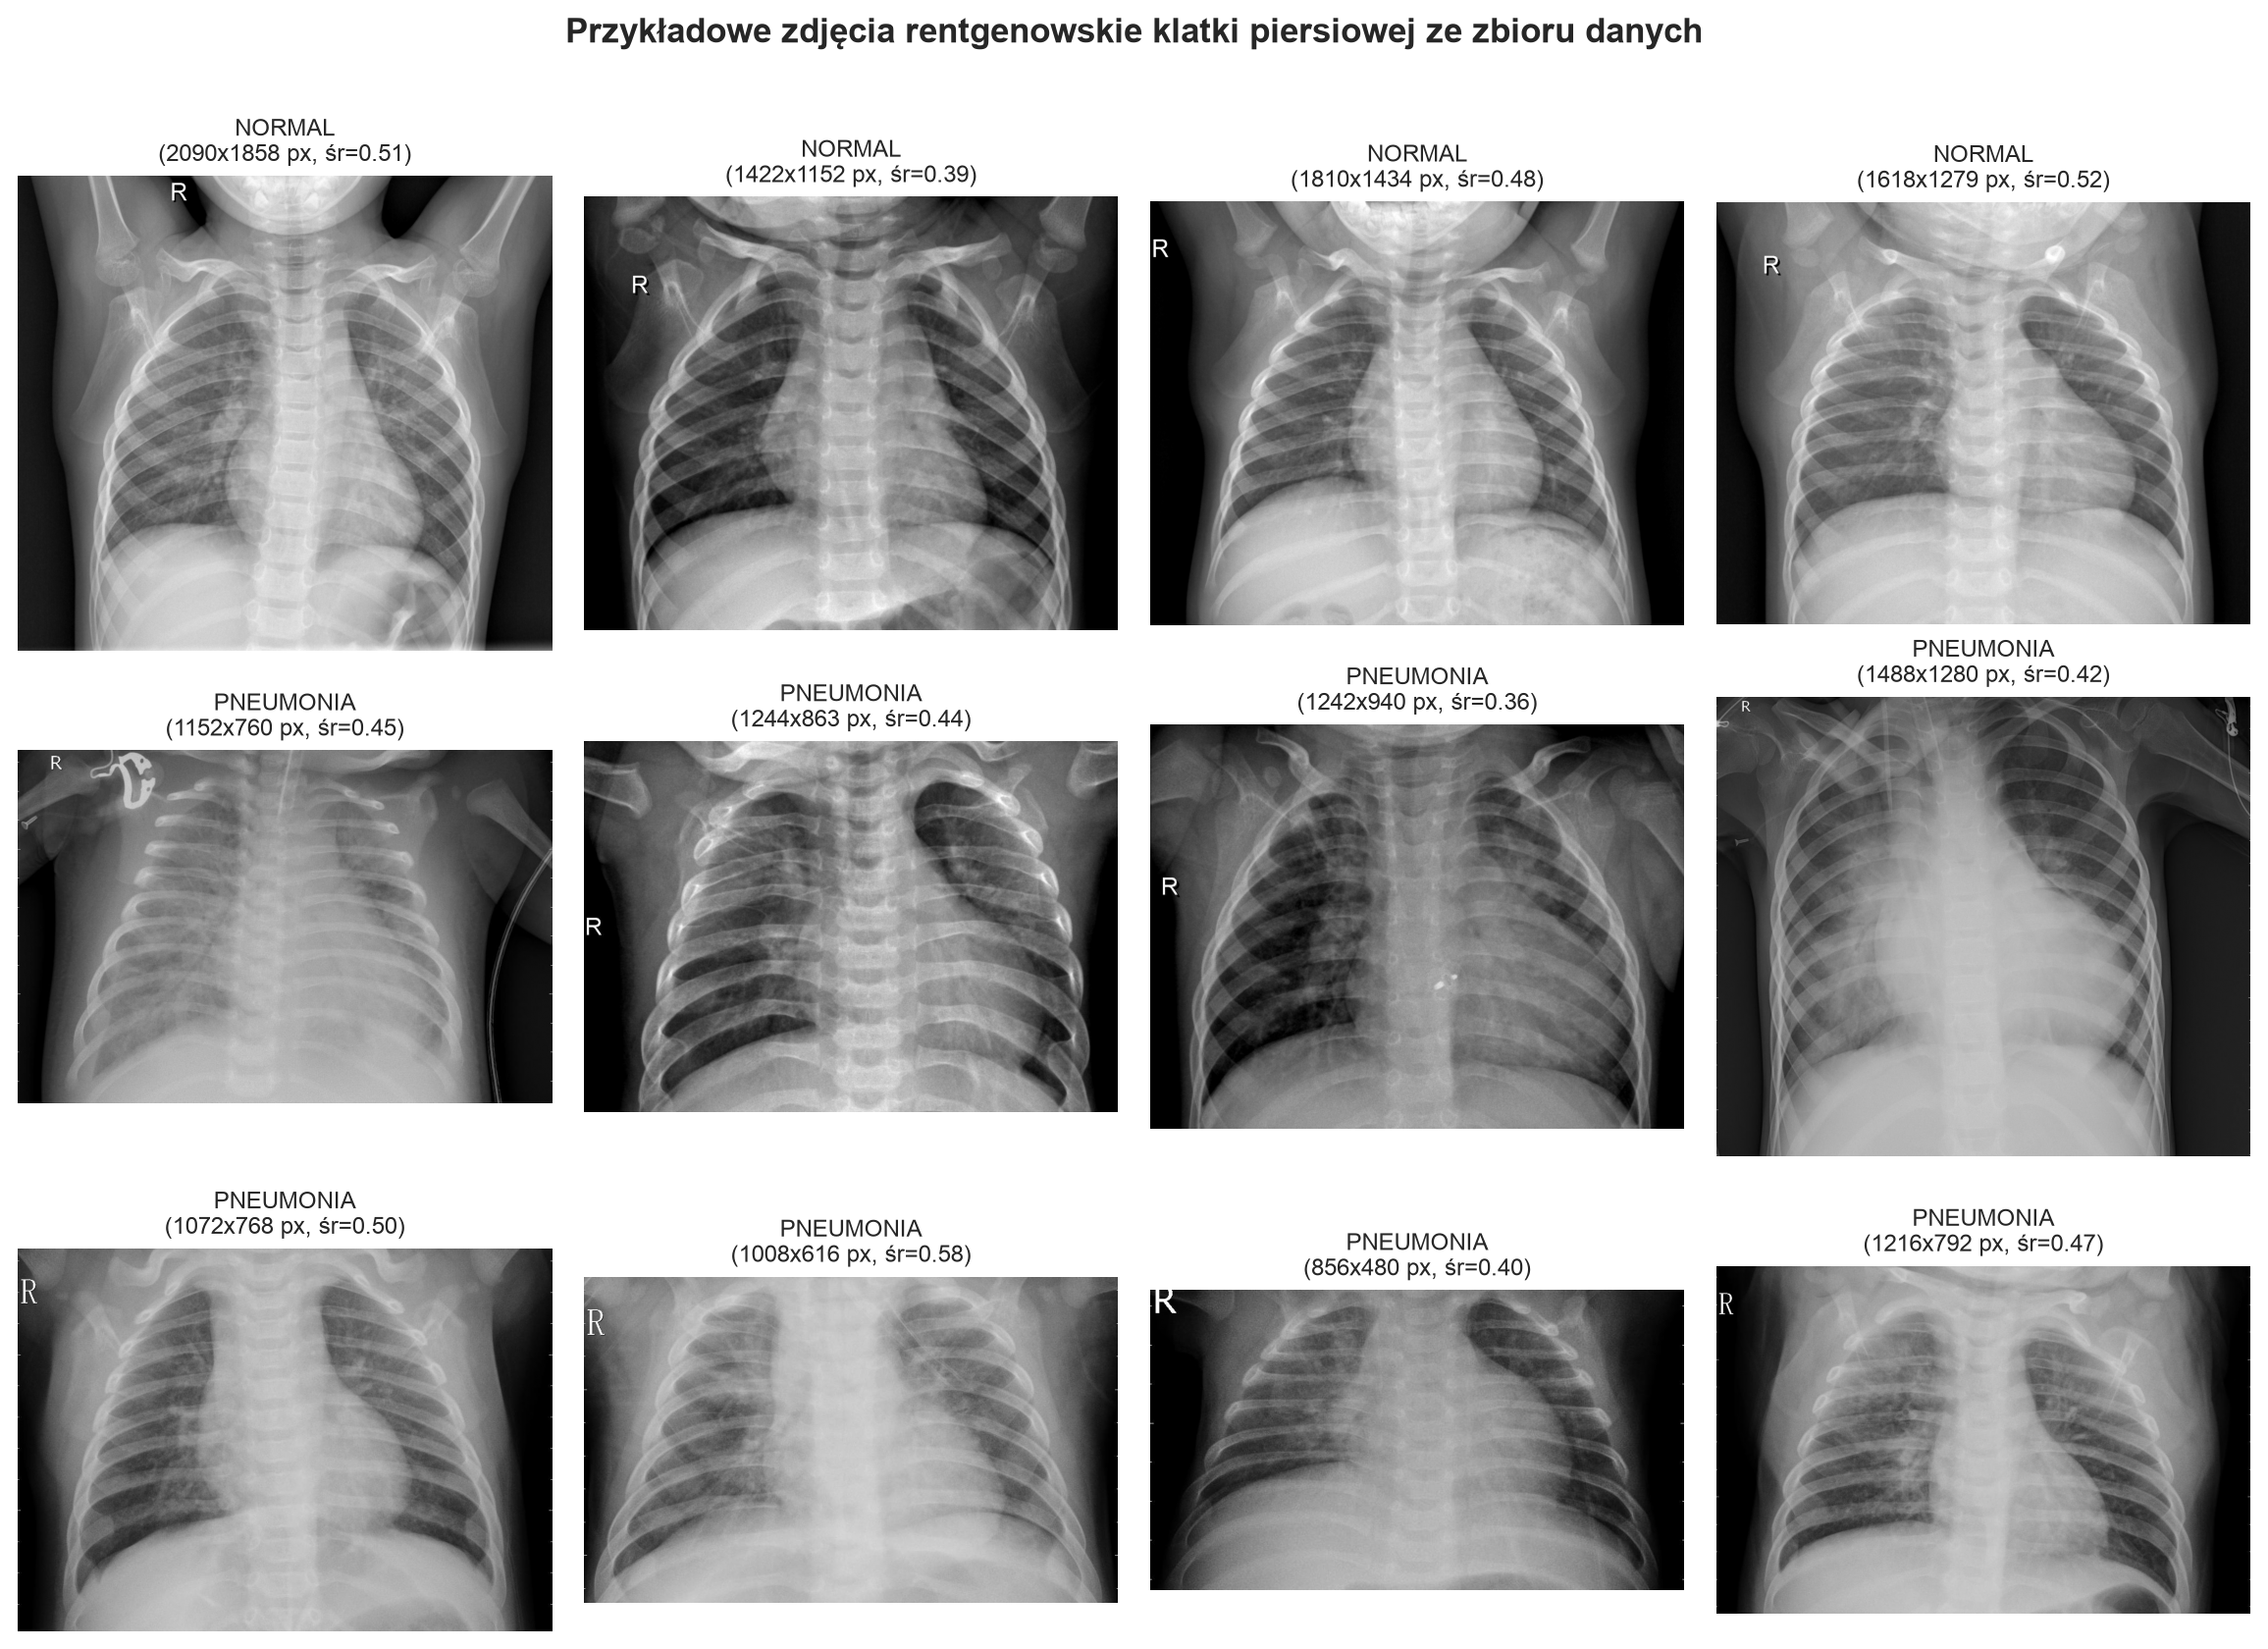 Przykładowe zdjęcia rentgenowskie klatki piersiowej ze zbioru danych
NORMAL
(2090x1858 px, śr=0.51)
R
NORMAL
(1422x1152 px, śr=0.39)
R
NORMAL
(1810x1434 px, śr=0.48)
R
NORMAL
(1618x1279 px, śr=0.52)
R
PNEUMONIA
(1152x760 px, śr=0.45)
R
PNEUMONIA
(1244x863 px, śr=0.44)
R
PNEUMONIA
(1242x940 px, śr=0.36)
R
PNEUMONIA
(1488x1280 px, śr=0.42)
R
PNEUMONIA
(1072x768 px, śr=0.50)
R
PNEUMONIA
(1008x616 px, śr=0.58)
R
PNEUMONIA
(856x480 px, śr=0.40)
R
PNEUMONIA
(1216x792 px, śr=0.47)
R